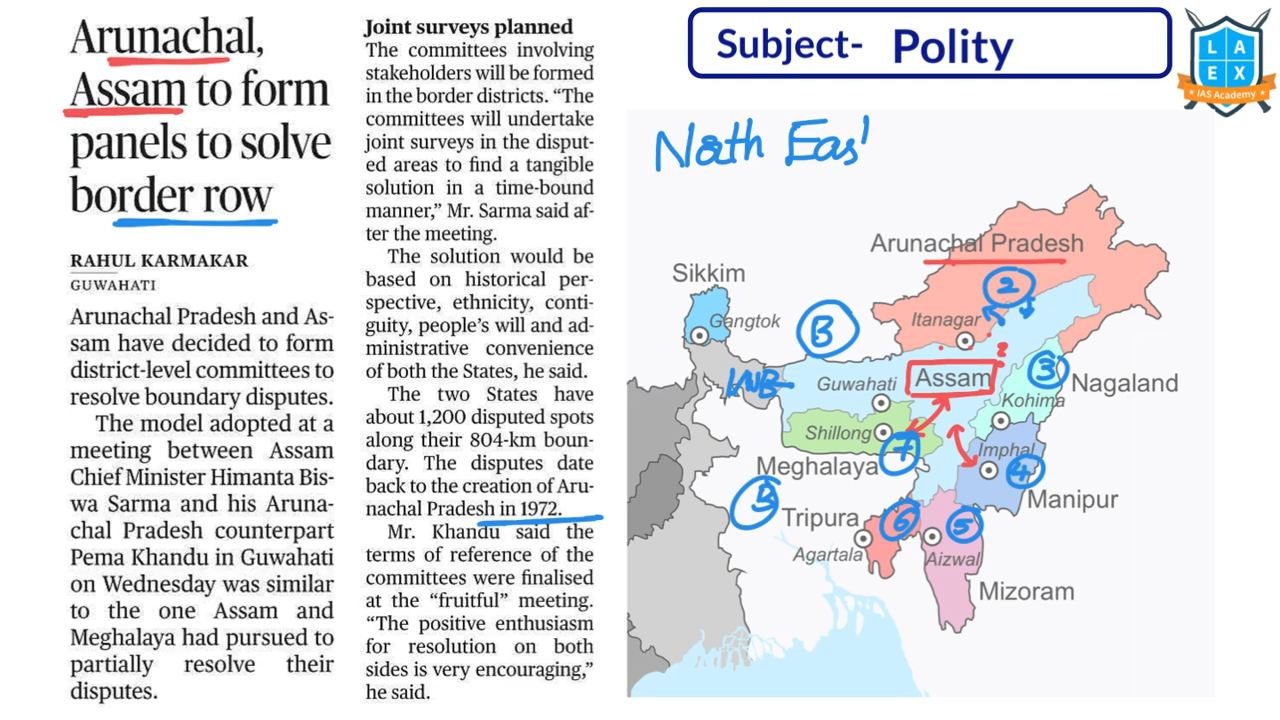 Arunachal,
Assam to form
panels to solve
border row
RAHUL KARMAKAR
GUWAHATI
Arunachal Pradesh and As-
sam have decided to form
district-level committees to
resolve boundary disputes.
The model adopted at a
meeting between Assam
Chief Minister Himanta Bis-
wa Sarma and his Aruna-
chal Pradesh counterpart
Pema Khandu in Guwahati
on Wednesday was similar
to the one Assam and
Meghalaya had pursued to
partially resolve their
disputes.
Joint surveys planned
The committees involving
stakeholders will be formed
in the border districts. “The
committees will undertake
joint surveys in the disput-
ed areas to find a tangible
solution in a time-bound
manner,” Mr. Sarma said af-
ter the meeting.
The solution would be
based on historical per-
spective, ethnicity, conti-
guity, people’s will and ad-
ministrative convenience
of both the States, he said.
The two States have
about 1,200 disputed spots
along their 804-km boun-
dary. The disputes date
back to the creation of Aru-
nachal Pradesh in 1972.
Mr. Khandu said the
terms of reference of the
committees were finalised
at the “fruitful” meeting.
“The positive enthusiasm
for resolution on both
sides is very encouraging,”
he said.
Subject- Polity
L A
E X
IAS Academy
North East
Arunachal Pradesh
Sikkim
2
Gangtok
B
Itanagar
WB
Guwahati
Assam
3
Nagaland
Kohima
Shillong
7
Imphal
4
Meghalaya
Manipur
B
Tripura
6
5
Agartala
Aizwal
Mizoram